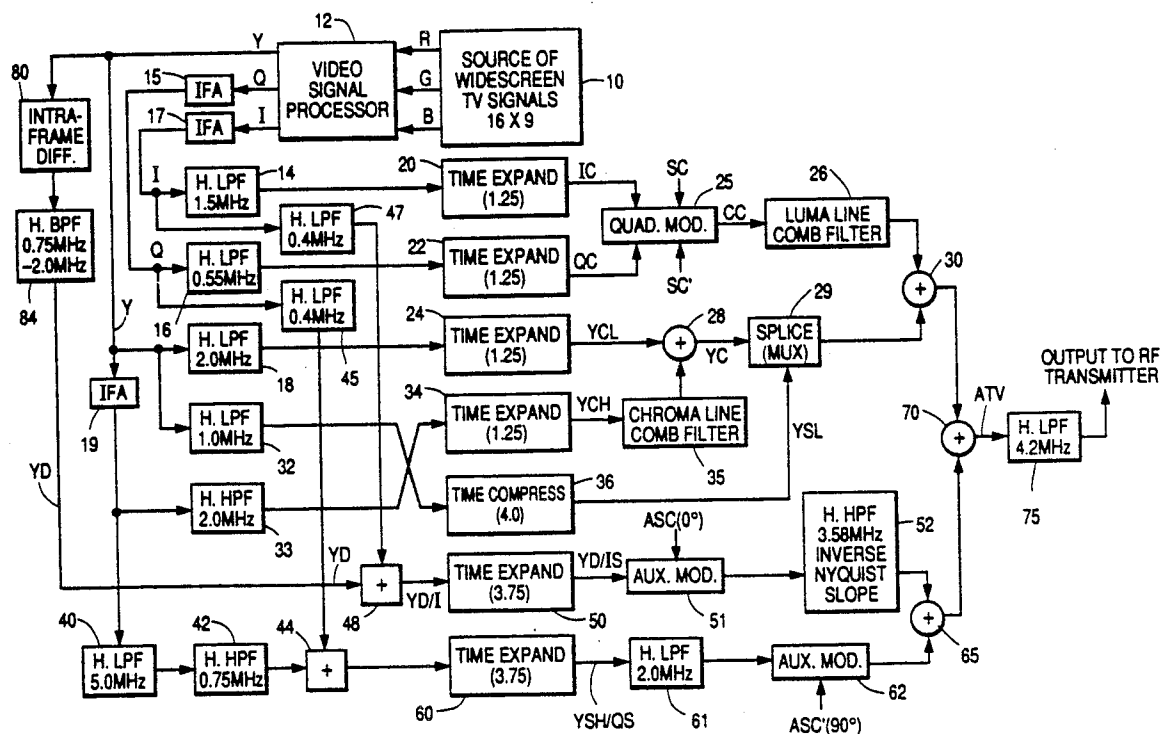 12
Y
R
80
15
VIDEO
SIGNAL
PROCESSOR
SOURCE OF
WIDESCREEN
TV SIGNALS
16 X 9
10
IFA
Q
G
INTRA-
FRAME
DIFF.
17
IFA
I
B
I
14
H. LPF
1.5MHz
20
TIME EXPAND
(1.25)
IC
SC
25
26
47
QUAD. MOD.
CC
LUMA LINE
COMB FILTER
H. BPF
0.75MHz
-2.0MHz
H. LPF
0.4MHz
Q
H. LPF
0.55MHz
22
TIME EXPAND
(1.25)
QC
SC'
+
30
84
Y
16
H. LPF
0.4MHz
45
24
29
28
H. LPF
2.0MHz
18
TIME EXPAND
(1.25)
YCL
+
YC
SPLICE
(MUX)
OUTPUT TO RF
TRANSMITTER
IFA
19
34
TIME EXPAND
(1.25)
YCH
CHROMA LINE
COMB FILTER
35
YSL
ATV
70
+
H. LPF
4.2MHz
75
H. LPF
1.0MHz
32
YD
36
TIME COMPRESS
(4.0)
H. HPF
2.0MHz
33
ASC(0°)
H. HPF
3.58MHz
INVERSE
NYQUIST
SLOPE
52
YD
+
48
YD/I
TIME EXPAND
(3.75)
50
YD/IS
AUX. MOD.
51
40
42
44
H. LPF
5.0MHz
H. HPF
0.75MHz
+
TIME EXPAND
(3.75)
60
YSH/QS
H. LPF
2.0MHz
61
AUX. MOD.
62
+
65
ASC'(90°)